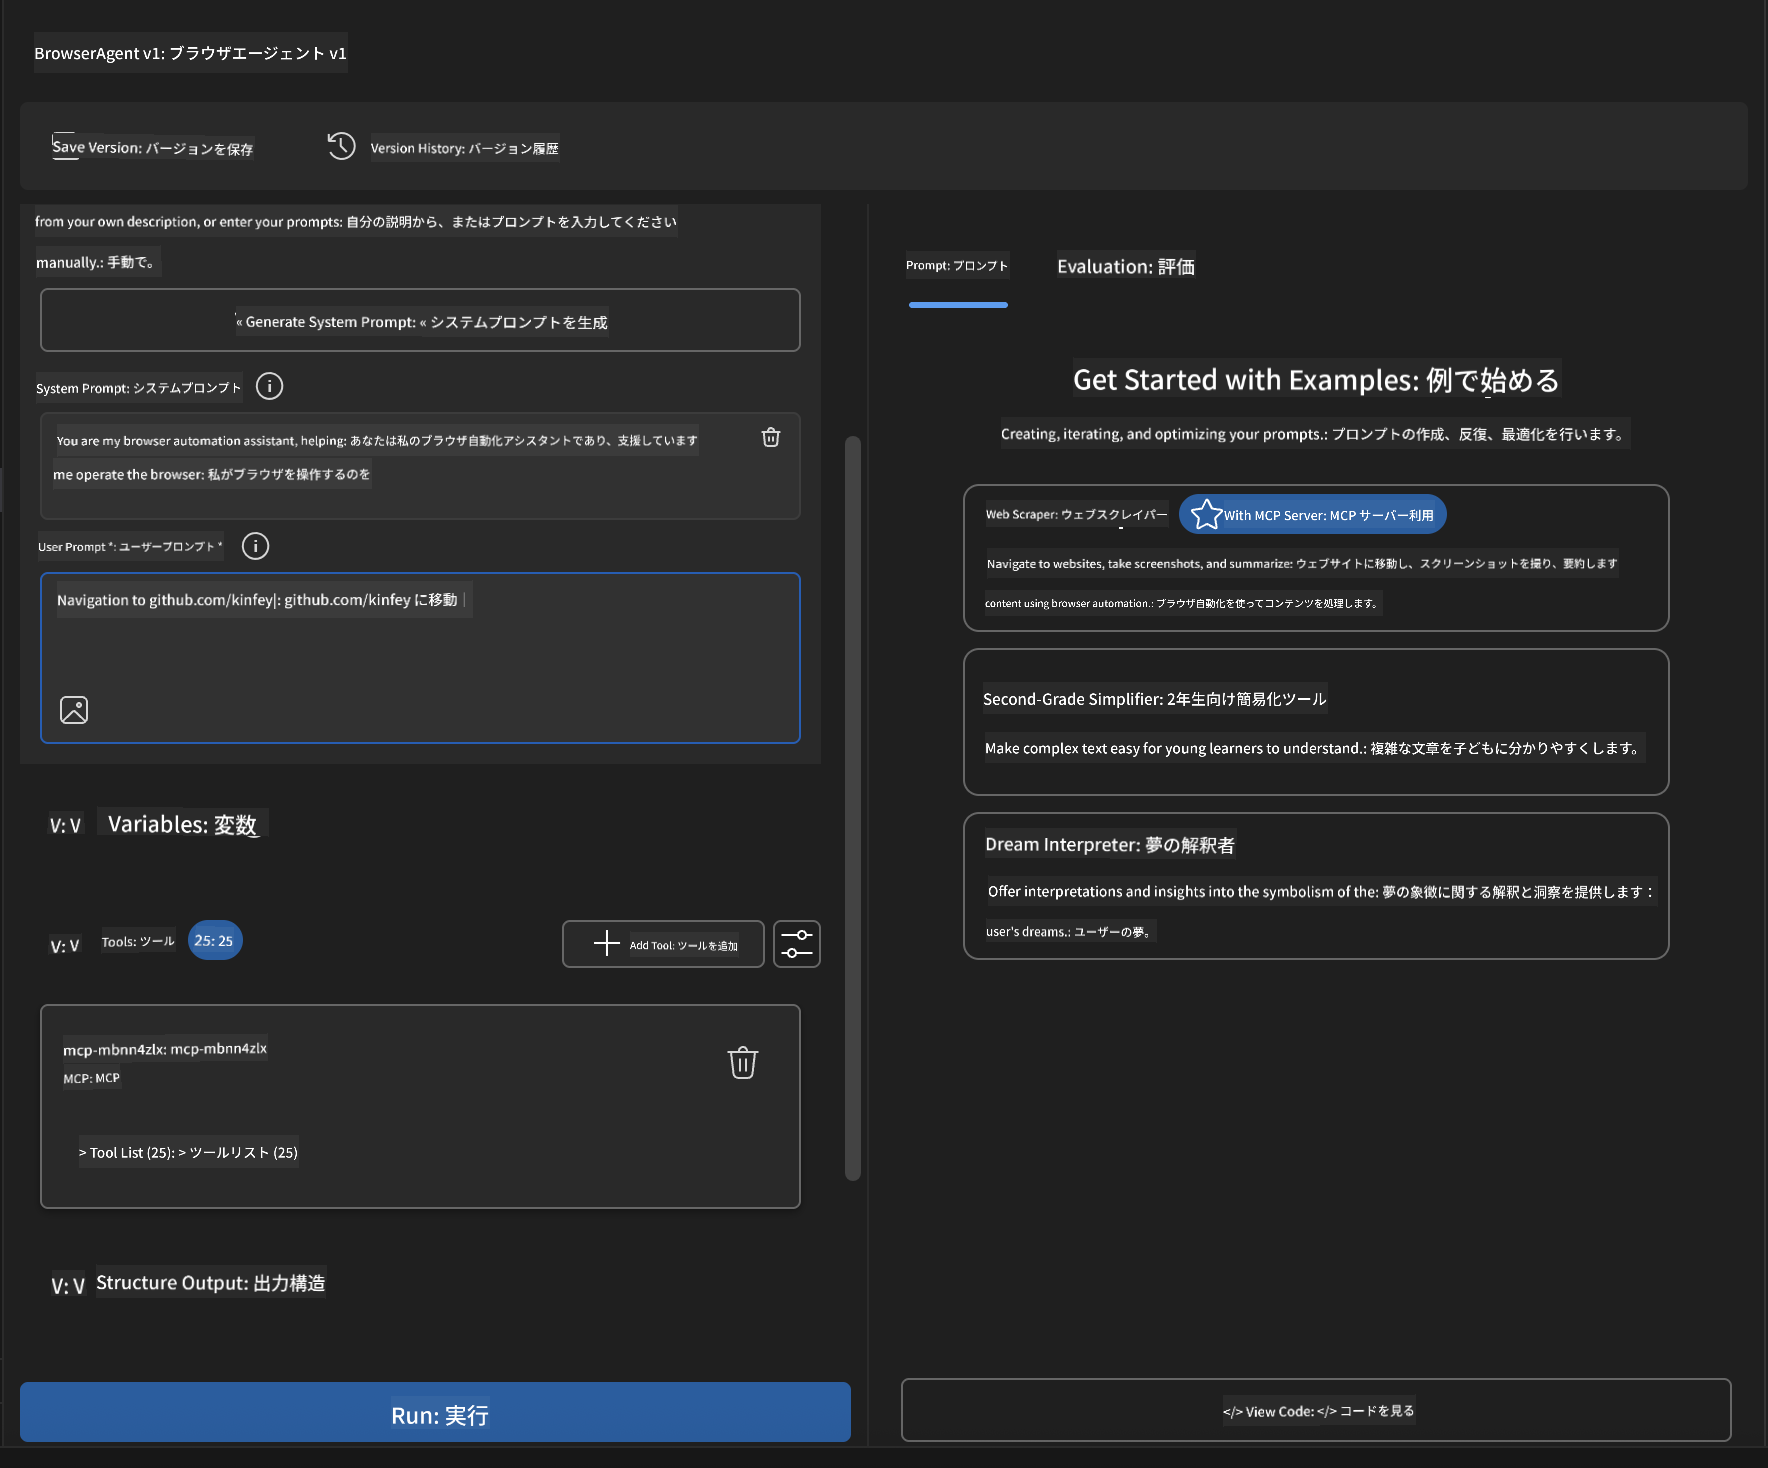 BrowserAgent v1: ブラウザエージェント v1
Save Version: バージョンを保存
Version History: バージョン履歴
from your own description, or enter your prompts: 自分の説明から、またはプロンプトを入力してください
manually.: 手動で。
« Generate System Prompt: « システムプロンプトを生成
System Prompt: システムプロンプト
You are my browser automation assistant, helping: あなたは私のブラウザ自動化アシスタントであり、支援しています
me operate the browser: 私がブラウザを操作するのを
User Prompt *: ユーザープロンプト *
Navigation to github.com/kinfey|: github.com/kinfey に移動 |
V: V
Variables: 変数
V: V
Tools: ツール
25: 25
Add Tool: ツールを追加
mcp-mbnn4zlx: mcp-mbnn4zlx
MCP: MCP
> Tool List (25): > ツールリスト (25)
V: V
Structure Output: 出力構造
Run: 実行
Prompt: プロンプト
Evaluation: 評価
Get Started with Examples: 例で始める
Creating, iterating, and optimizing your prompts.: プロンプトの作成、反復、最適化を行います。
Web Scraper: ウェブスクレイパー
With MCP Server: MCP サーバー利用
Navigate to websites, take screenshots, and summarize: ウェブサイトに移動し、スクリーンショットを撮り、要約します
content using browser automation.: ブラウザ自動化を使ってコンテンツを処理します。
Second-Grade Simplifier: 2年生向け簡易化ツール
Make complex text easy for young learners to understand.: 複雑な文章を子どもに分かりやすくします。
Dream Interpreter: 夢の解釈者
Offer interpretations and insights into the symbolism of the: 夢の象徴に関する解釈と洞察を提供します：
user's dreams.: ユーザーの夢。
</> View Code: </> コードを見る